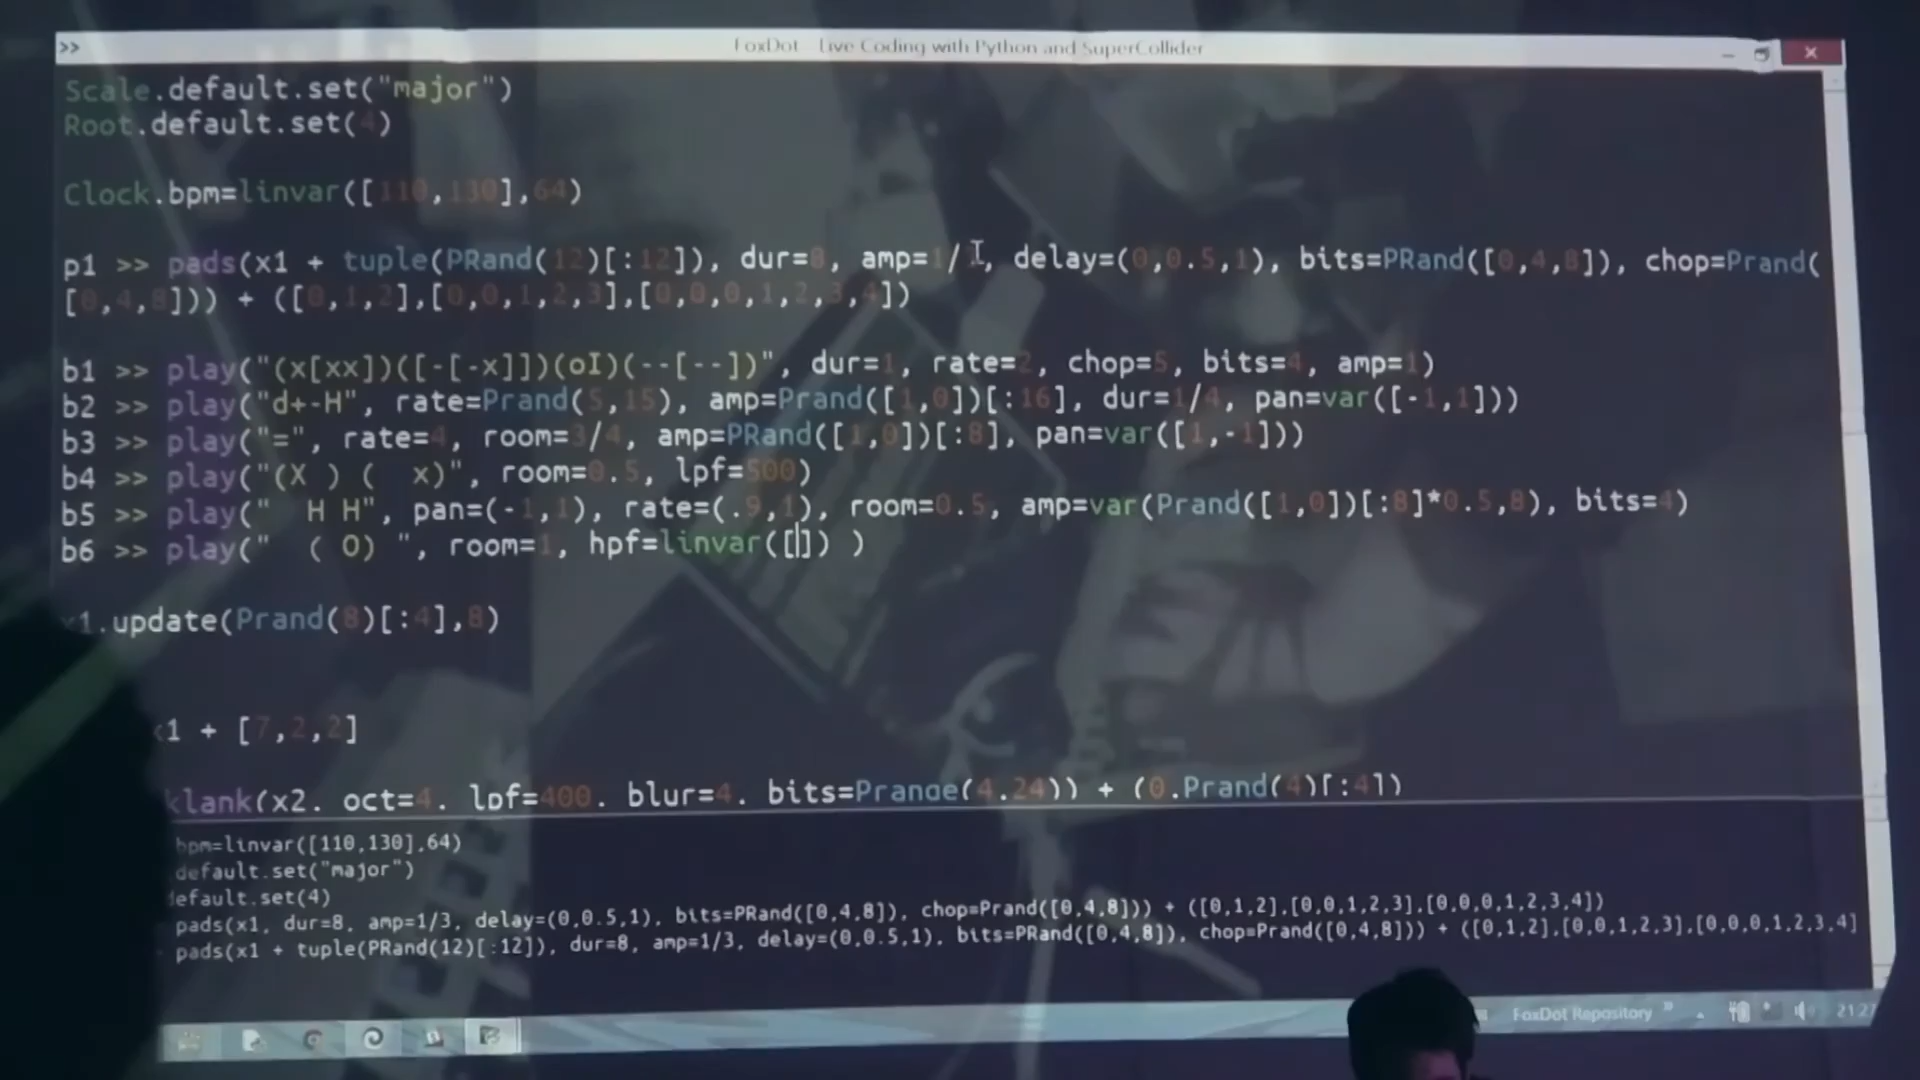 >> FoxDot - Live Coding with Python and SuperCollider
Scale.default.set("major")
Root.default.set(4)
Clock.bpm=linvar([110,130],64)
p1 >> pads(x1 + tuple(PRand(12)[:12]), dur=8, amp=1/ , delay=(0,0.5,1), bits=PRand([0,4,8]), chop=Prand(
[0,4,8])) + ([0,1,2],[0,0,1,2,3],[0,0,0,1,2,3,4])
b1 >> play("(x[xx])([-[-x]])(oI)(--[--])", dur=1, rate=2, chop=5, bits=4, amp=1)
b2 >> play("d+-H", rate=Prand(5,15), amp=Prand([1,0])[:16], dur=1/4, pan=var([-1,1]))
b3 >> play("=", rate=4, room=3/4, amp=PRand([1,0])[:8], pan=var([1,-1]))
b4 >> play("(X ) (  x)", room=0.5, lpf=500)
b5 >> play("  H H", pan=(-1,1), rate=(.9,1), room=0.5, amp=var(Prand([1,0])[:8]*0.5,8), bits=4)
b6 >> play("  ( O) ", room=1, hpf=linvar([]) )
1.update(Prand(8)[:4],8)
x1 + [7,2,2]
klank(x2, oct=4, lpf=400, blur=4, bits=Prange(4,24)) + (0,Prand(4)[:4])
bpm=linvar([110,130],64)
.default.set("major")
default.set(4)
pads(x1, dur=8, amp=1/3, delay=(0,0.5,1), bits=PRand([0,4,8]), chop=Prand([0,4,8])) + ([0,1,2],[0,0,1,2,3],[0,0,0,1,2,3,4])
pads(x1 + tuple(PRand(12)[:12]), dur=8, amp=1/3, delay=(0,0.5,1), bits=PRand([0,4,8]), chop=Prand([0,4,8])) + ([0,1,2],[0,0,1,2,3],[0,0,0,1,2,3,4]
FoxDot Repository » 21:27